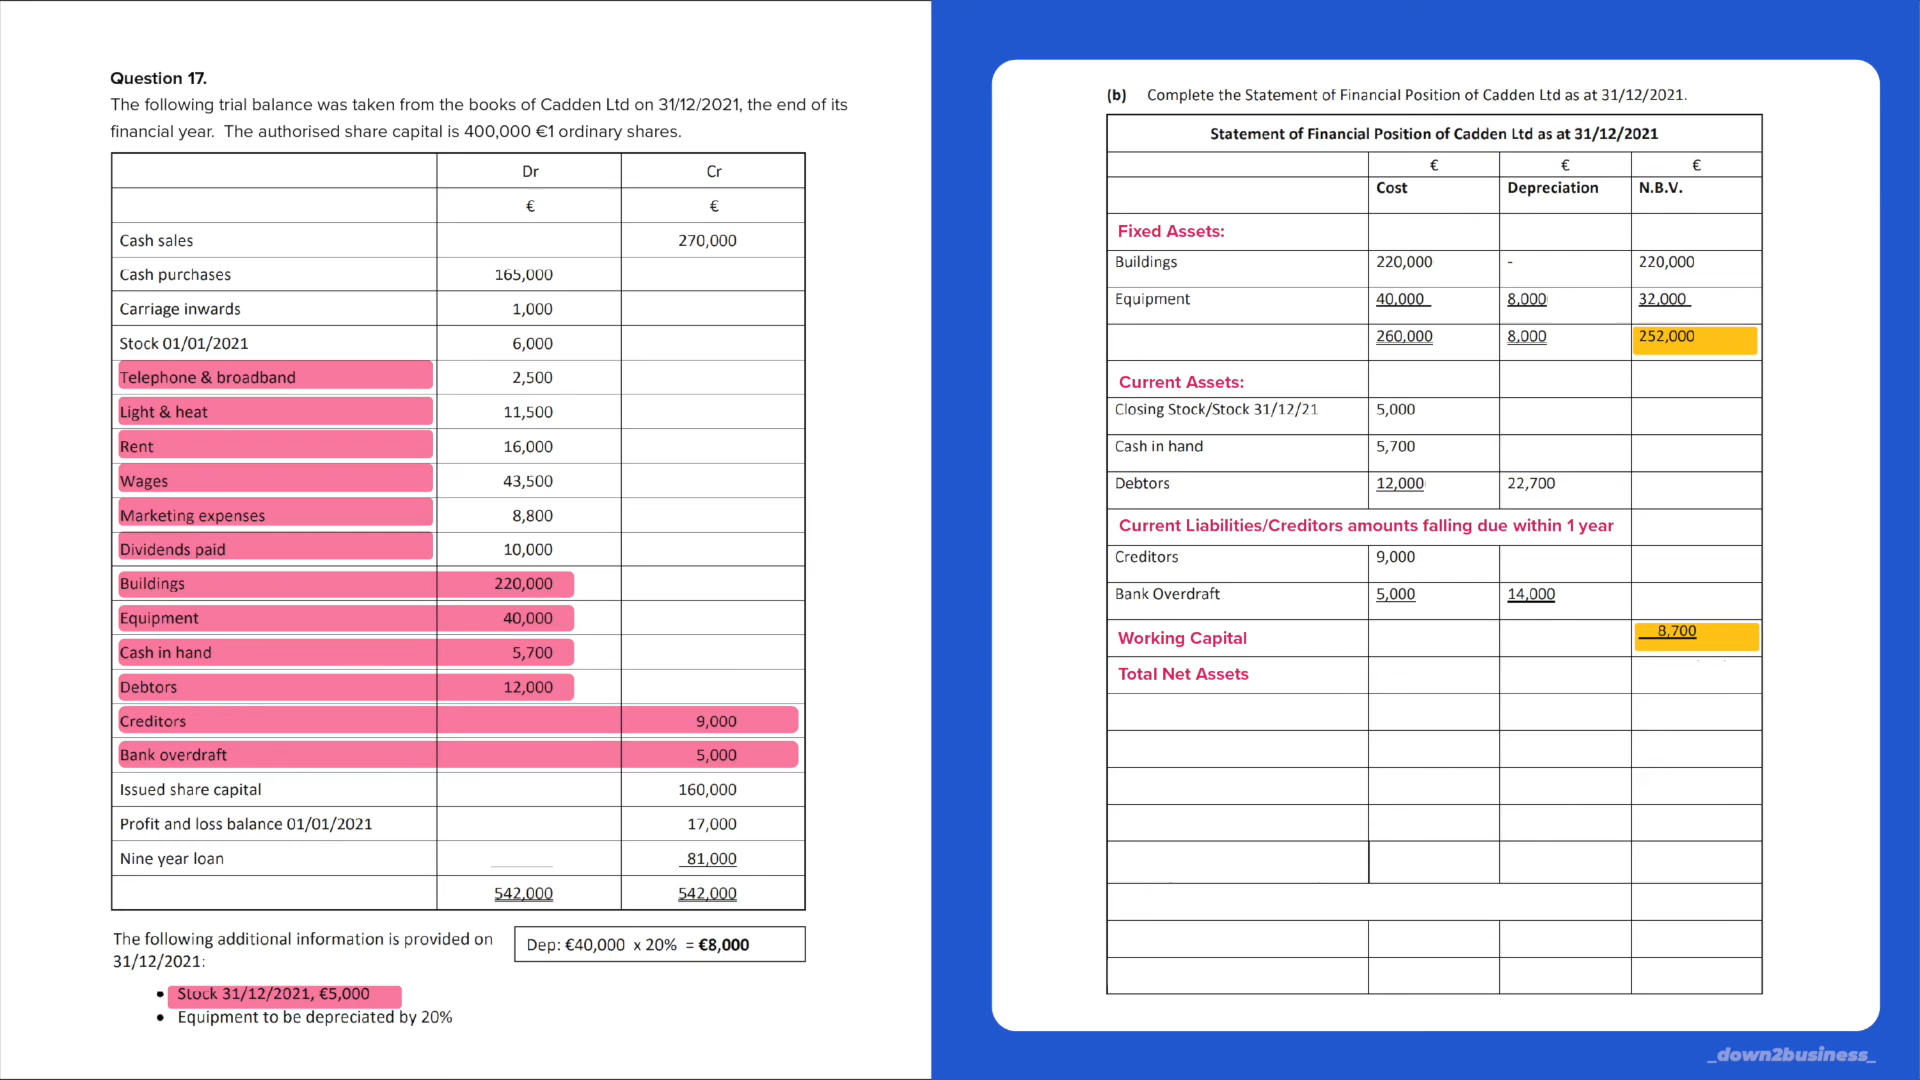 Question 17.
The following trial balance was taken from the books of Cadden Ltd on 31/12/2021, the end of its
financial year. The authorised share capital is 400,000 €1 ordinary shares.
Dr Cr
€ €
Cash sales 270,000
Cash purchases 165,000
Carriage inwards 1,000
Stock 01/01/2021 6,000
Telephone & broadband 2,500
Light & heat 11,500
Rent 16,000
Wages 43,500
Marketing expenses 8,800
Dividends paid 10,000
Buildings 220,000
Equipment 40,000
Cash in hand 5,700
Debtors 12,000
Creditors 9,000
Bank overdraft 5,000
Issued share capital 160,000
Profit and loss balance 01/01/2021 17,000
Nine year loan 81,000
542,000 542,000
The following additional information is provided on
31/12/2021:
Dep: €40,000 x 20% = €8,000
• Stock 31/12/2021, €5,000
• Equipment to be depreciated by 20%
(b) Complete the Statement of Financial Position of Cadden Ltd as at 31/12/2021.
Statement of Financial Position of Cadden Ltd as at 31/12/2021
€ € €
Cost Depreciation N.B.V.
Fixed Assets:
Buildings 220,000 - 220,000
Equipment 40,000 8,000 32,000
260,000 8,000 252,000
Current Assets:
Closing Stock/Stock 31/12/21 5,000
Cash in hand 5,700
Debtors 12,000 22,700
Current Liabilities/Creditors amounts falling due within 1 year
Creditors 9,000
Bank Overdraft 5,000 14,000
Working Capital 8,700
Total Net Assets
_down2business_